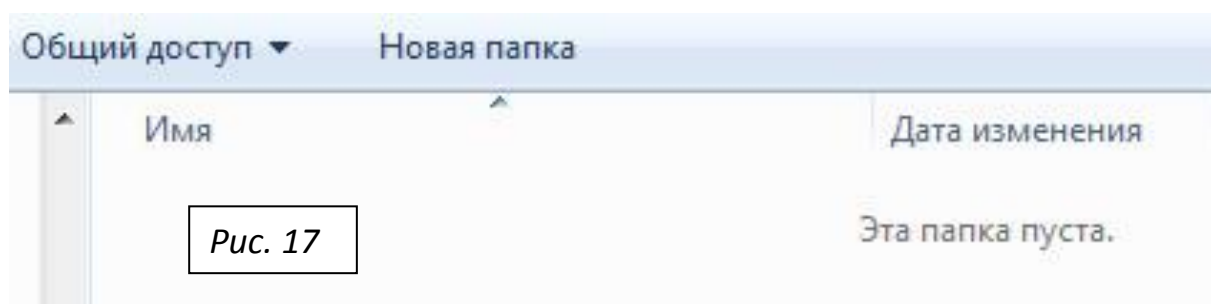 Общий доступ ▼ Новая папка
Имя Дата изменения
Эта папка пуста.
Рис. 17